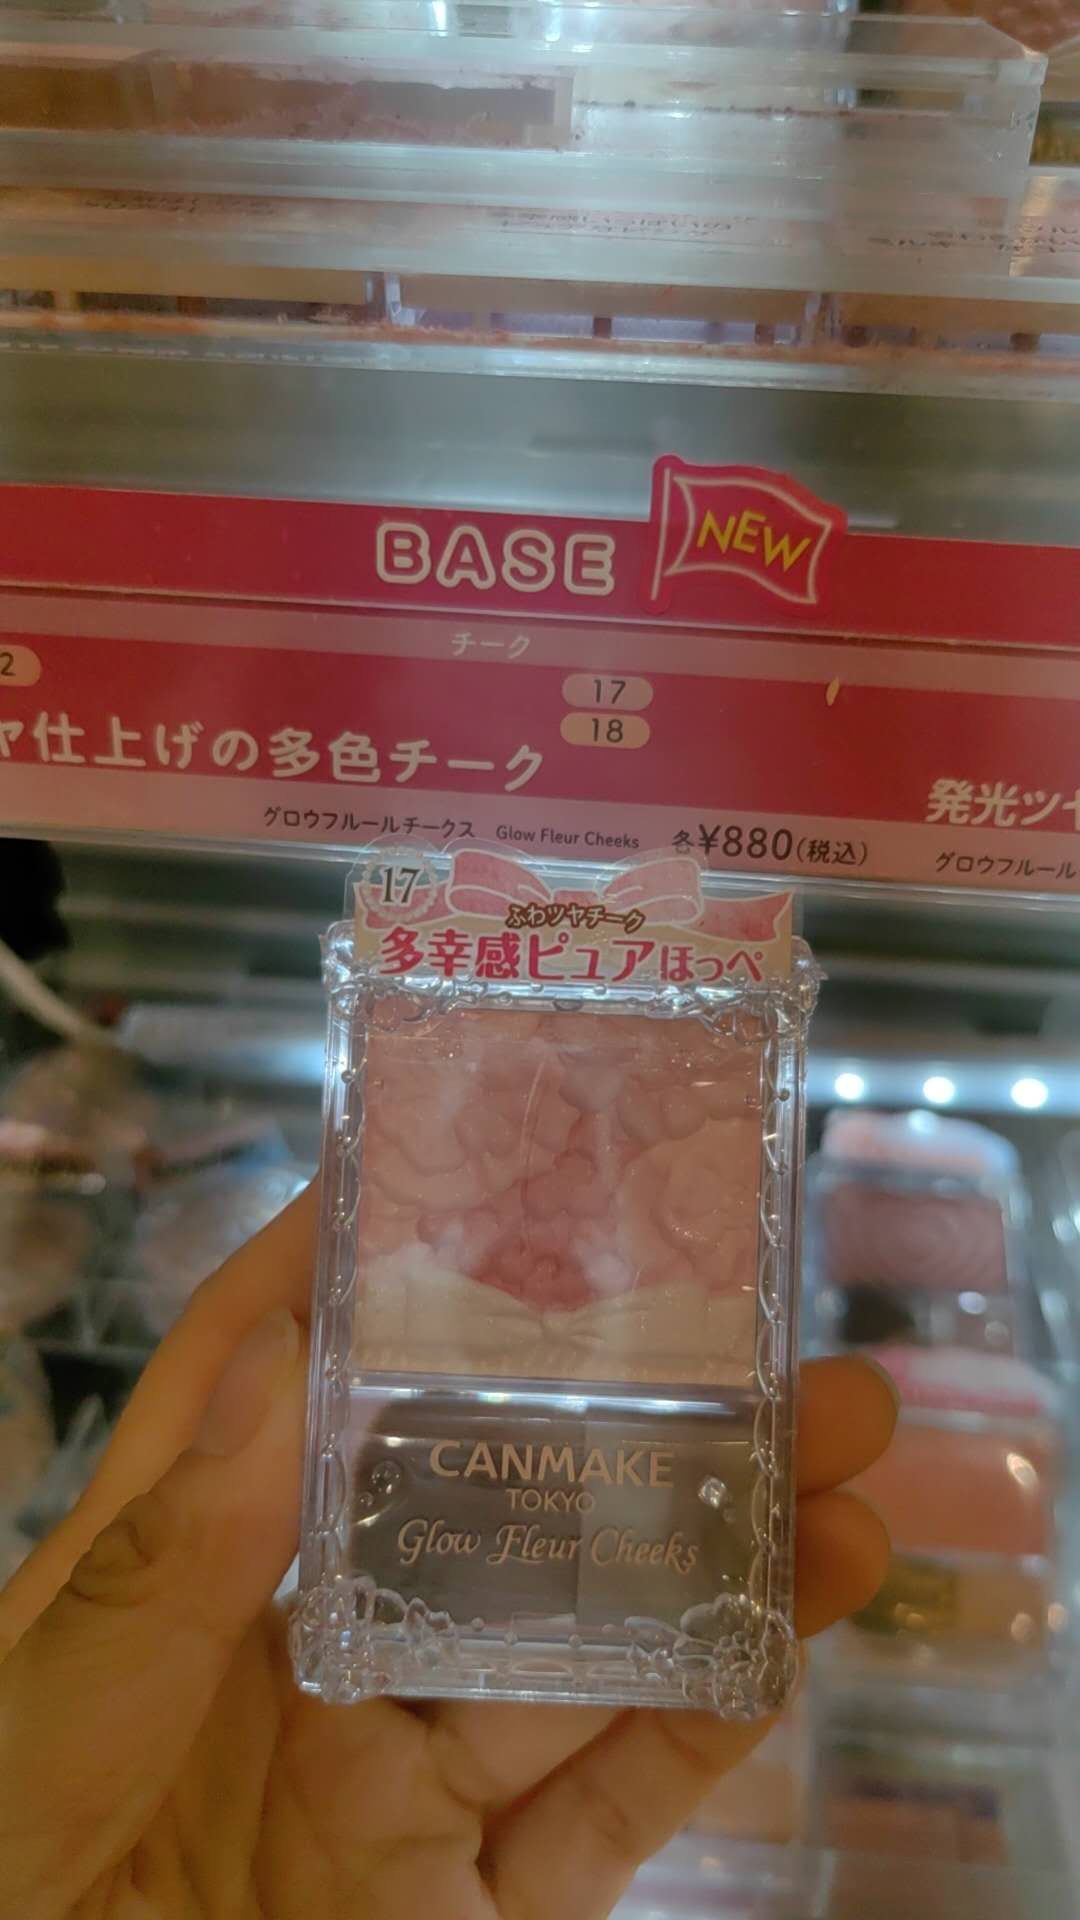 BASE
NEW
チーク
2
17
18
ヤ仕上げの多色チーク
発光ツヤ
グロウフルールチークス Glow Fleur Cheeks 各¥880(税込)
グロウフルール
17
ふわツヤチーク
多幸感ピュアほっぺ
CANMAKE
TOKYO
Glow Fleur Cheeks